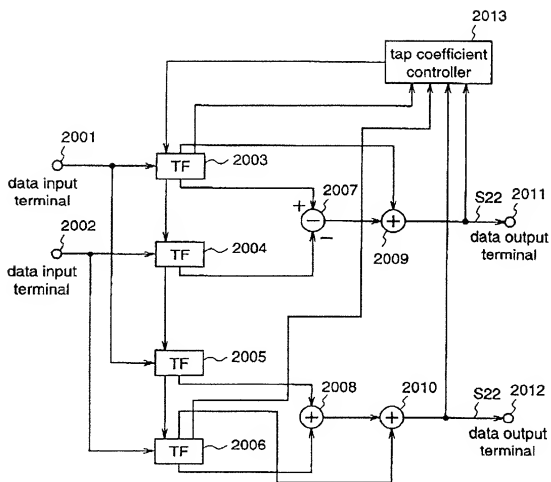 2013
tap coefficient
controller
2001
data input
terminal
TF
2003
2007
+
−
−
+
2009
S22
2011
data output
terminal
2002
data input
terminal
TF
2004
TF
2005
2008
+
2010
+
S22
2012
data output
terminal
TF
2006